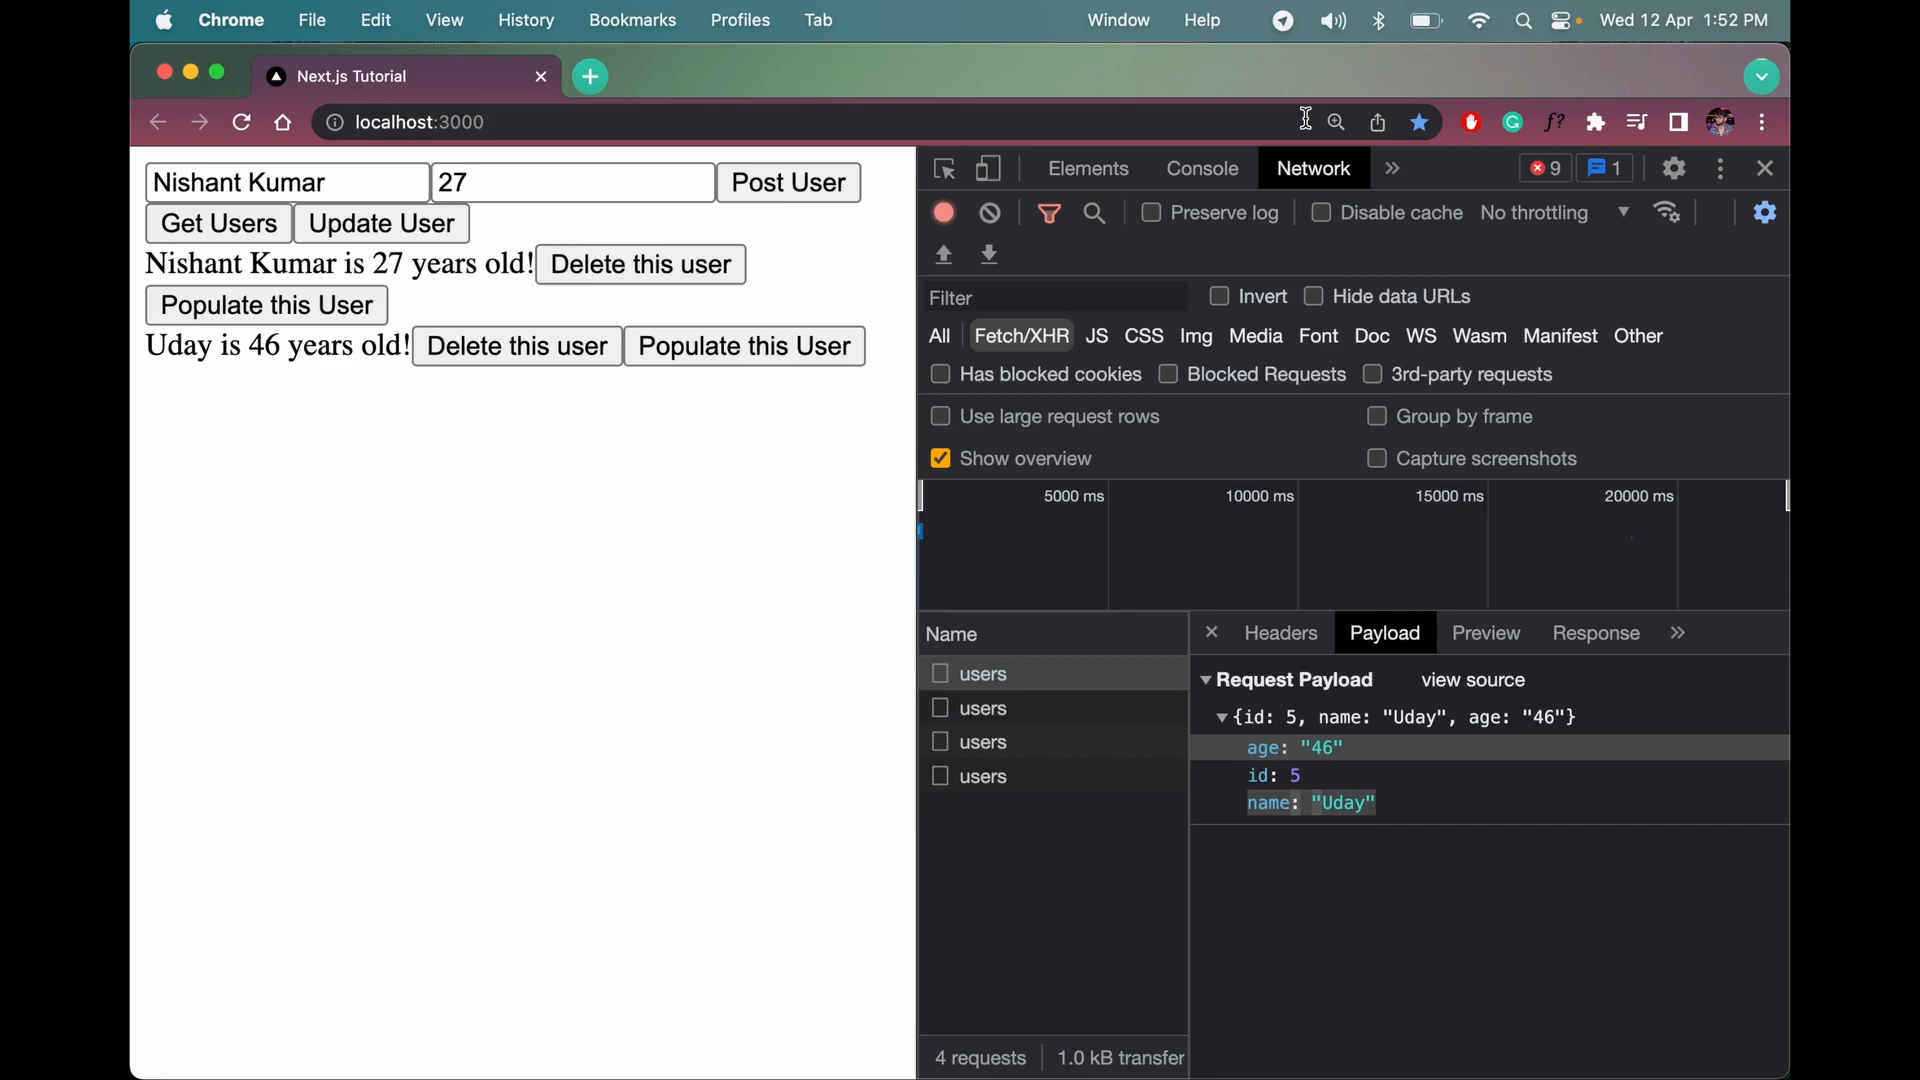 Chrome File Edit View History Bookmarks Profiles Tab Window Help Wed 12 Apr 1:52 PM
Next.js Tutorial
localhost:3000
Nishant Kumar 27 Post User
Get Users Update User
Nishant Kumar is 27 years old! Delete this user
Populate this User
Uday is 46 years old! Delete this user Populate this User
Elements Console Network » 9 1
Preserve log Disable cache No throttling
Filter Invert Hide data URLs
All Fetch/XHR JS CSS Img Media Font Doc WS Wasm Manifest Other
Has blocked cookies Blocked Requests 3rd-party requests
Use large request rows Group by frame
Show overview Capture screenshots
5000 ms 10000 ms 15000 ms 20000 ms
Name
users
users
users
users
4 requests 1.0 kB transfer
Headers Payload Preview Response »
Request Payload view source
{id: 5, name: "Uday", age: "46"}
age: "46"
id: 5
name: "Uday"